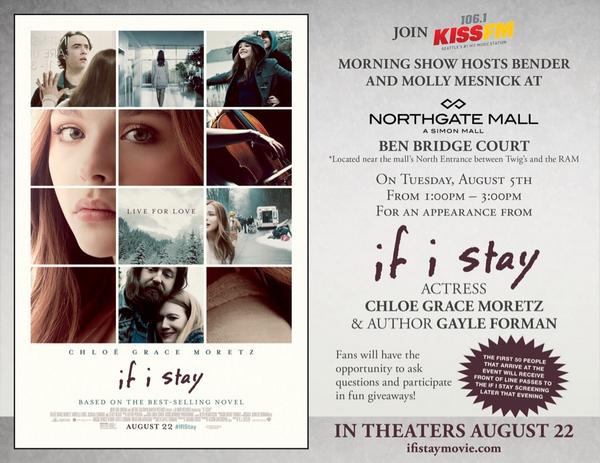 LIVE FOR LOVE
CHLOË GRACE MORETZ
if i stay
BASED ON THE BEST-SELLING NOVEL
AUGUST 22 #IfIStay
JOIN 106.1 KISSFM
SEATTLE'S #1 HIT MUSIC STATION
MORNING SHOW HOSTS BENDER
AND MOLLY MESNICK AT
NORTHGATE MALL
A SIMON MALL
BEN BRIDGE COURT
*Located near the mall's North Entrance between Twig's and the RAM
ON TUESDAY, AUGUST 5TH
FROM 1:00PM – 3:00PM
FOR AN APPEARANCE FROM
if i stay
ACTRESS
CHLOE GRACE MORETZ
& AUTHOR GAYLE FORMAN
Fans will have the
opportunity to ask
questions and participate
in fun giveaways!
THE FIRST 50 PEOPLE
THAT ARRIVE AT THE
EVENT WILL RECEIVE
FRONT OF LINE PASSES TO
THE IF I STAY SCREENING
LATER THAT EVENING
IN THEATERS AUGUST 22
ifistaymovie.com